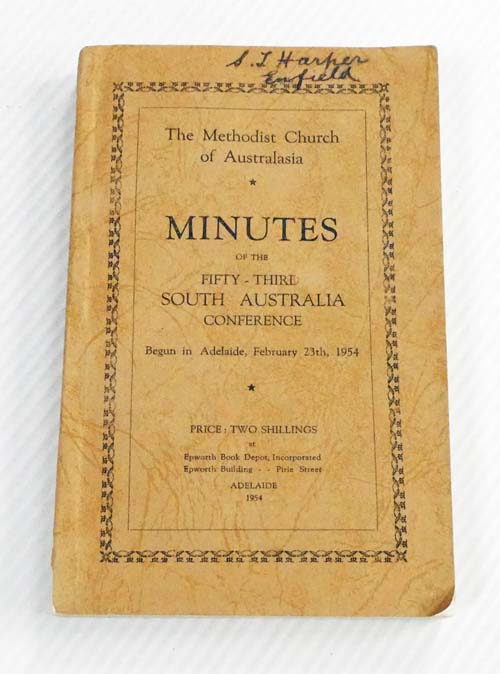 S. T Harper
Enfield
The Methodist Church
of Australasia
MINUTES
OF THE
FIFTY - THIRD
SOUTH AUSTRALIA
CONFERENCE
Begun in Adelaide, February 23th, 1954
PRICE : TWO SHILLINGS
at
Epworth Book Depot, Incorporated
Epworth Building - - Pirie Street
ADELAIDE
1954